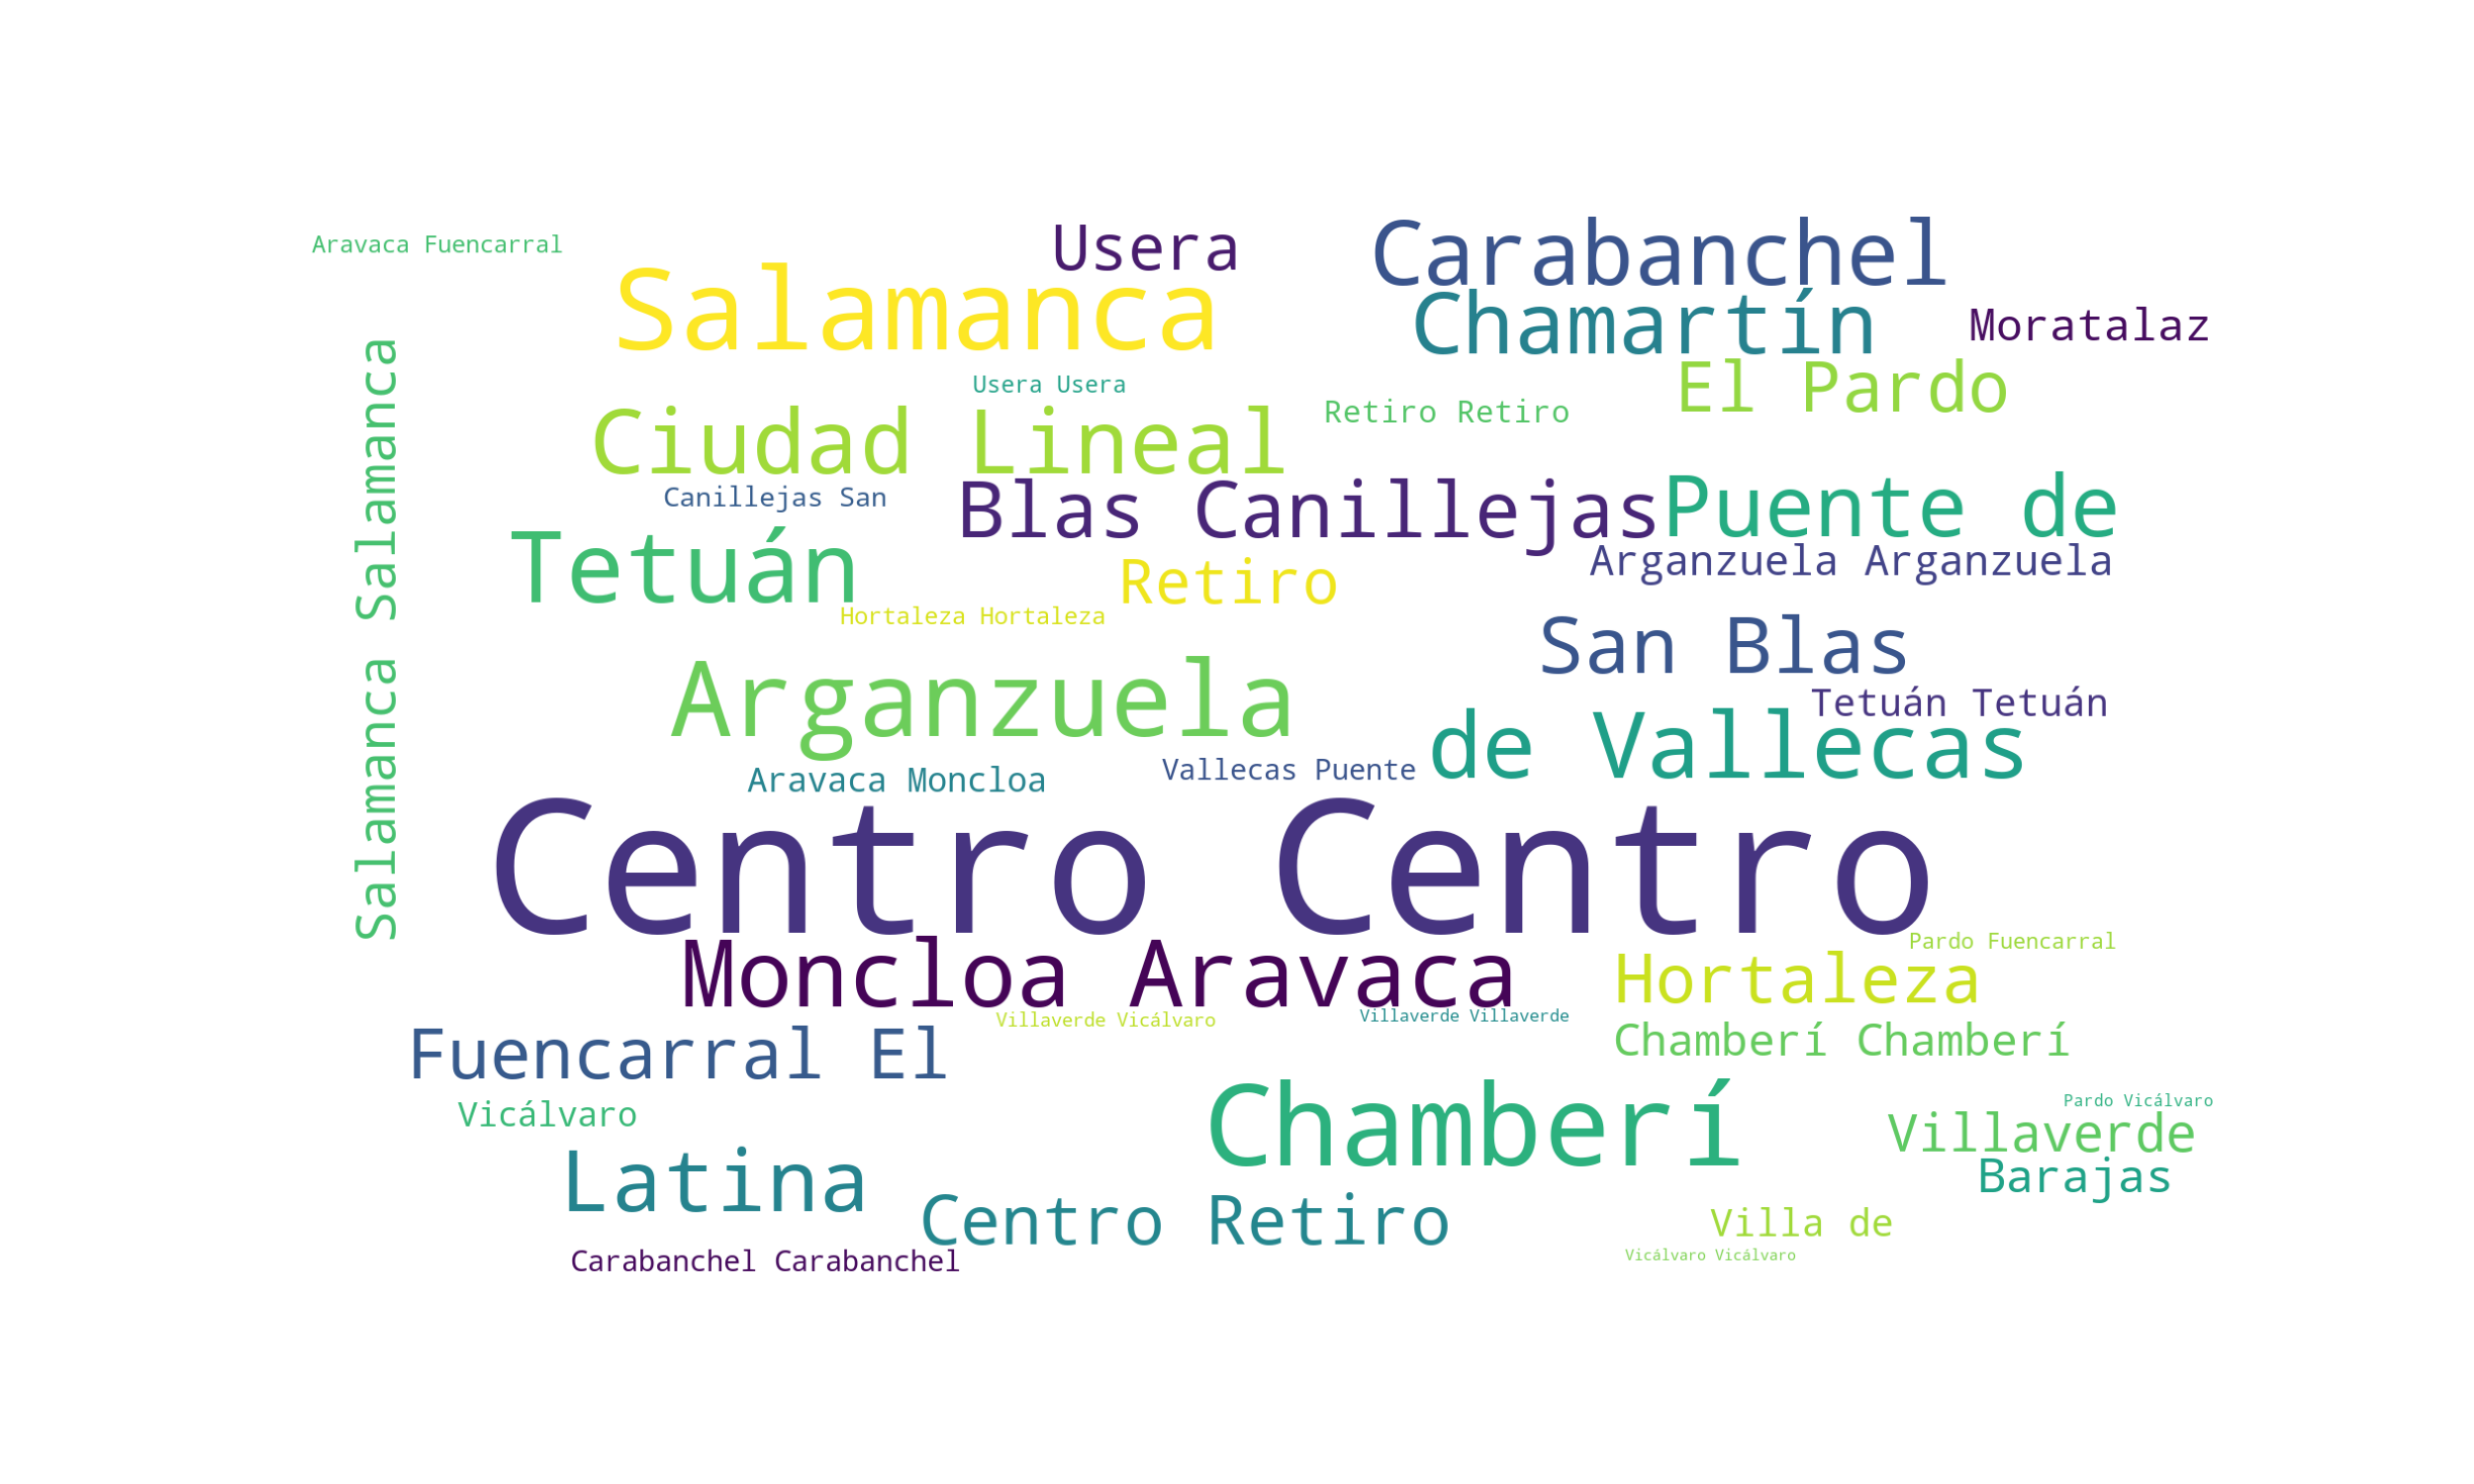 Aravaca Fuencarral
Usera
Carabanchel
Salamanca
Chamartín
Moratalaz
Usera Usera
El Pardo
Retiro Retiro
Ciudad Lineal
Canillejas San
Blas Canillejas
Puente de
Salamanca Salamanca
Tetuán
Retiro
Arganzuela Arganzuela
Hortaleza Hortaleza
San Blas
Arganzuela
Tetuán Tetuán
de Vallecas
Aravaca Moncloa
Vallecas Puente
Centro Centro
Moncloa Aravaca
Pardo Fuencarral
Hortaleza
Villaverde Vicálvaro
Villaverde Villaverde
Fuencarral El
Chamberí Chamberí
Vicálvaro
Chamberí
Pardo Vicálvaro
Villaverde
Latina
Barajas
Centro Retiro
Villa de
Carabanchel Carabanchel
Vicálvaro Vicálvaro